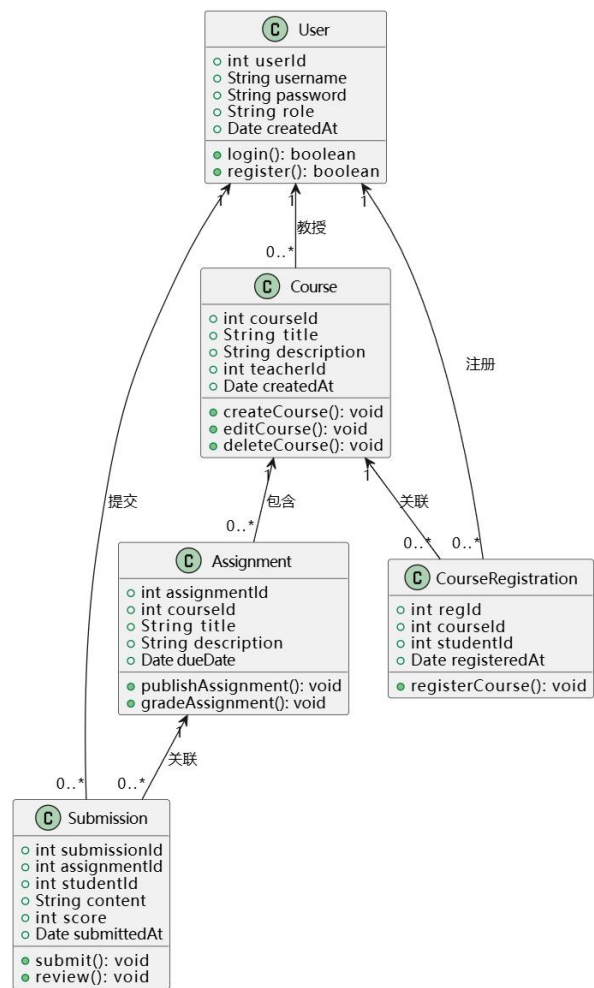 C User
int userId
String username
String password
String role
Date createdAt
login(): boolean
register(): boolean
1
1
1
教授
0..*
C Course
int courseId
String title
String description
int teacherId
Date createdAt
createCourse(): void
editCourse(): void
deleteCourse(): void
注册
1
1
提交
包含
关联
0..*
0..*
0..*
C Assignment
int assignmentId
int courseId
String title
String description
Date dueDate
publishAssignment(): void
gradeAssignment(): void
C CourseRegistration
int regId
int courseId
int studentId
Date registeredAt
registerCourse(): void
1
关联
0..*
0..*
C Submission
int submissionId
int assignmentId
int studentId
String content
int score
Date submittedAt
submit(): void
review(): void